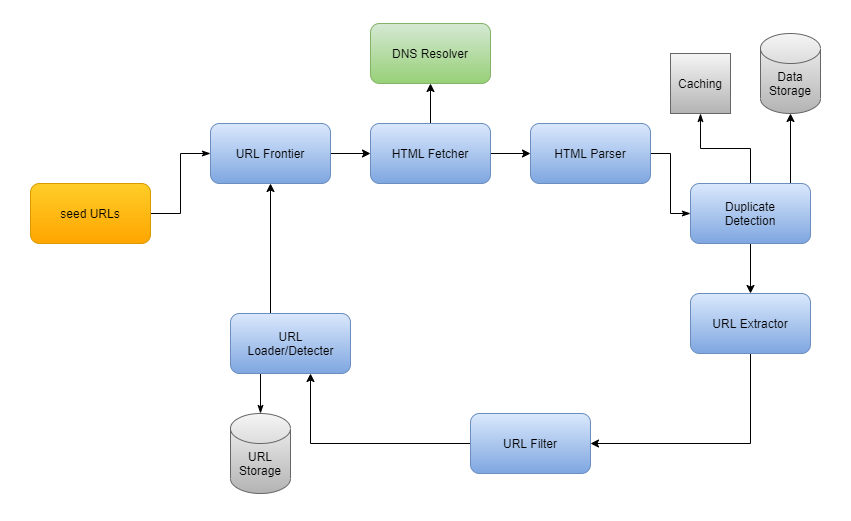 DNS Resolver
Caching
Data
Storage
URL Frontier
HTML Fetcher
HTML Parser
seed URLs
Duplicate
Detection
URL
Loader/Detecter
URL Extractor
URL Filter
URL
Storage